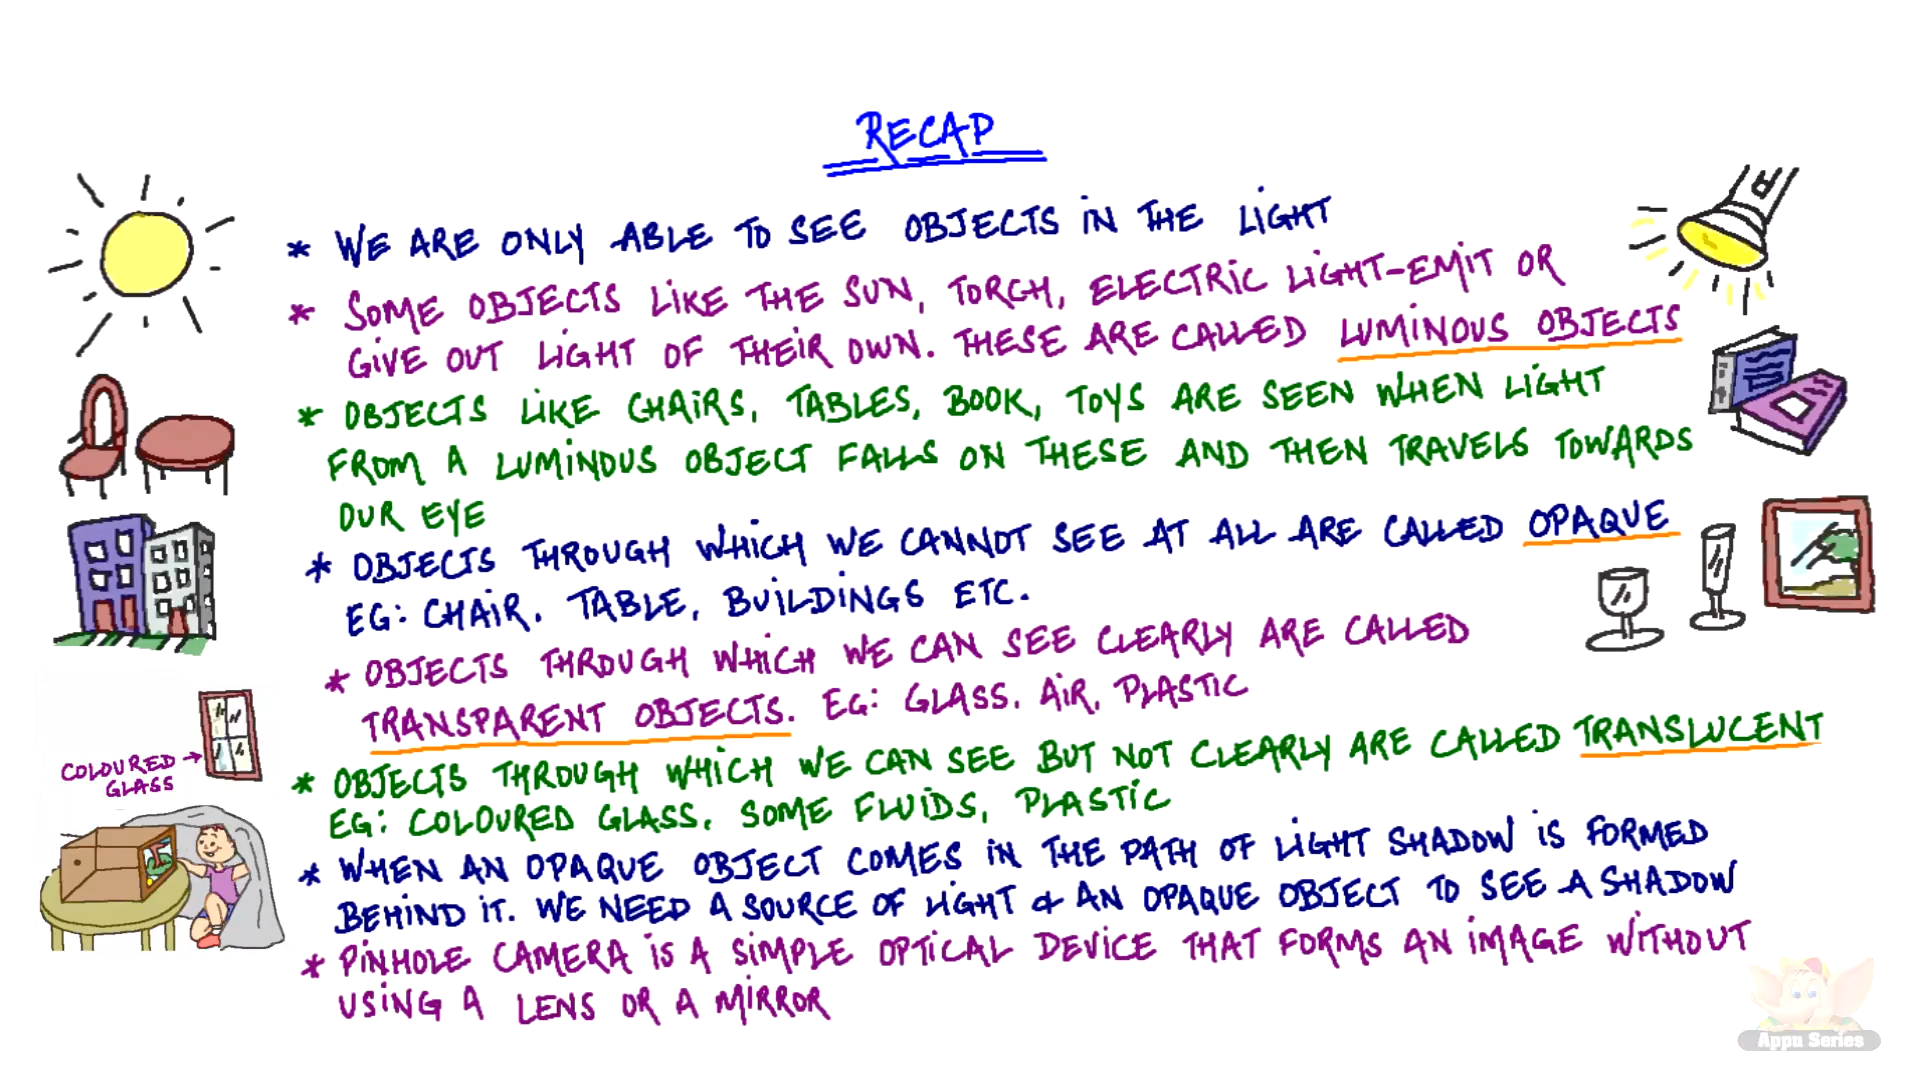 RECAP
* WE ARE ONLY ABLE TO SEE OBJECTS IN THE LIGHT
* SOME OBJECTS LIKE THE SUN, TORCH, ELECTRIC LIGHT-EMIT OR
GIVE OUT LIGHT OF THEIR OWN. THESE ARE CALLED LUMINOUS OBJECTS
* OBJECTS LIKE CHAIRS, TABLES, BOOK, TOYS ARE SEEN WHEN LIGHT
FROM A LUMINOUS OBJECT FALLS ON THESE AND THEN TRAVELS TOWARDS
OUR EYE
* OBJECTS THROUGH WHICH WE CANNOT SEE AT ALL ARE CALLED OPAQUE
EG: CHAIR. TABLE, BUILDINGS ETC.
* OBJECTS THROUGH WHICH WE CAN SEE CLEARLY ARE CALLED
TRANSPARENT OBJECTS. EG: GLASS. AIR, PLASTIC
COLOURED
GLASS
* OBJECTS THROUGH WHICH WE CAN SEE BUT NOT CLEARLY ARE CALLED TRANSLUCENT
EG: COLOURED GLASS. SOME FLUIDS, PLASTIC
* WHEN AN OPAQUE OBJECT COMES IN THE PATH OF LIGHT SHADOW IS FORMED
BEHIND IT. WE NEED A SOURCE OF LIGHT & AN OPAQUE OBJECT TO SEE A SHADOW
* PINHOLE CAMERA IS A SIMPLE OPTICAL DEVICE THAT FORMS AN IMAGE WITHOUT
USING A LENS OR A MIRROR
Appu Series